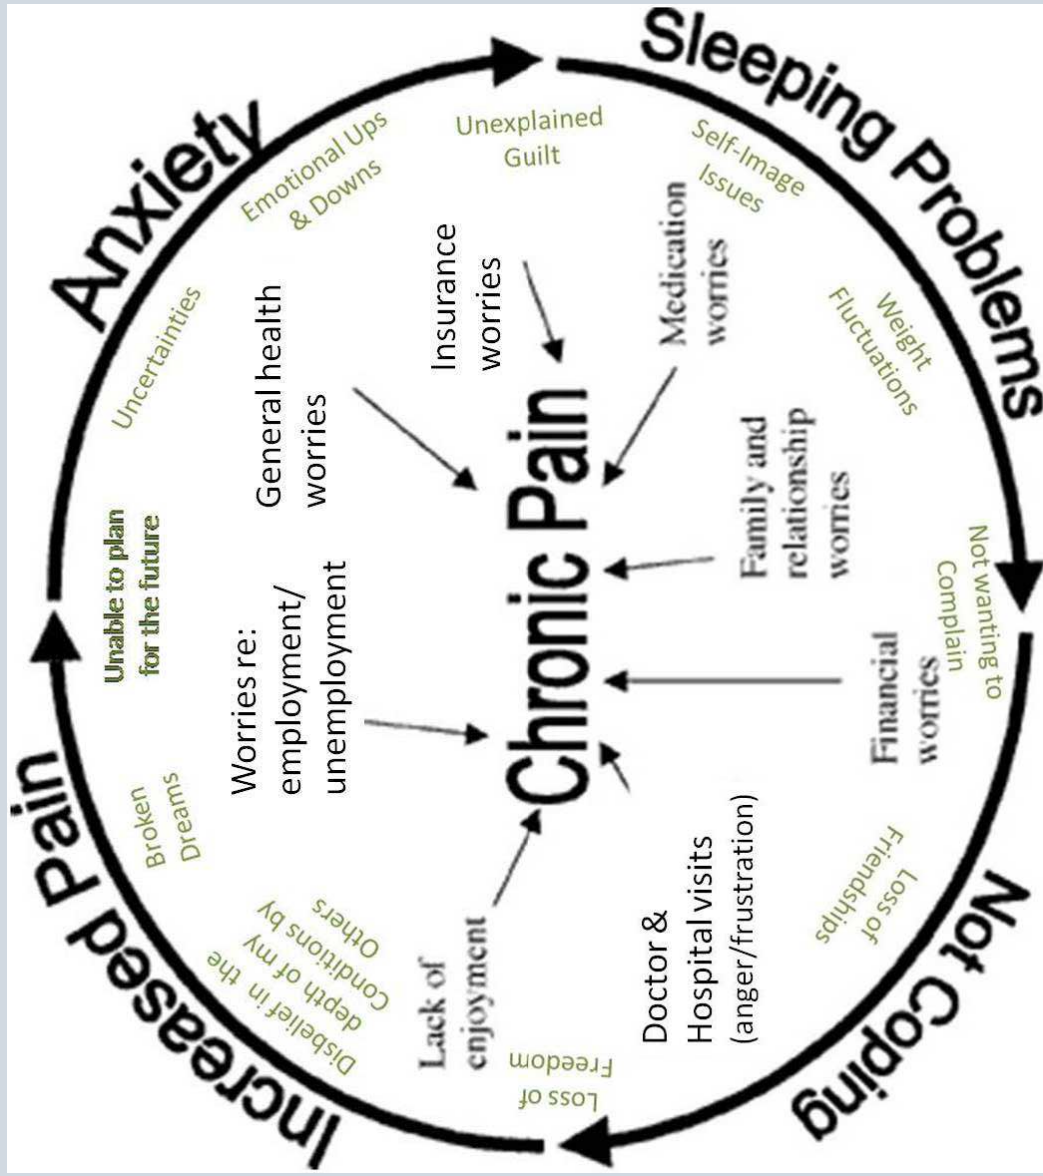 Anxiety
Sleeping Problems
Not Coping
Increased Pain
Unable to plan
for the future
Uncertainties
Emotional Ups
& Downs
Unexplained
Guilt
Self-Image
Issues
Weight
Fluctuations
Not wanting to
Complain
Loss of
Friendships
Loss of
Freedom
Disbelief in the
depth of my
Conditions by
Others
Broken
Dreams
Worries re:
employment/
unemployment
General health
worries
Insurance
worries
Medication
worries
Family and
relationship
worries
Financial
worries
Doctor &
Hospital visits
(anger/frustration)
Lack of
enjoyment
Chronic Pain